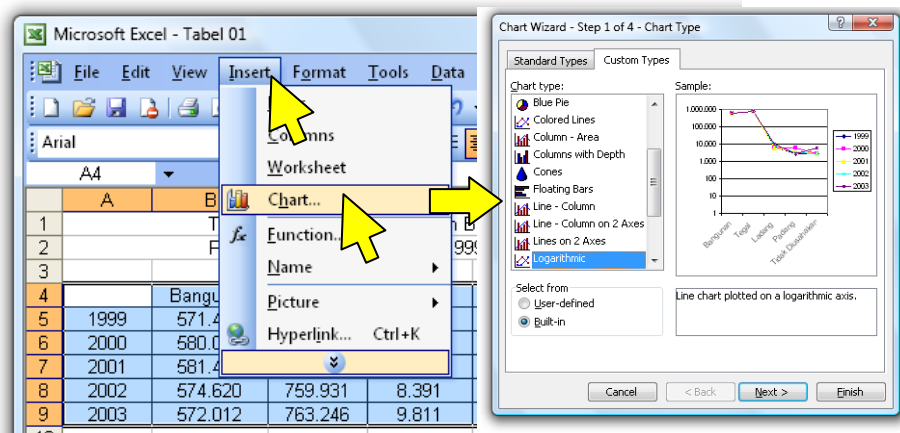 Microsoft Excel - Tabel 01
File Edit View Insert Format Tools Data
Arial
A4
Columns
Worksheet
Chart...
Function...
Name
Picture
Hyperlink... Ctrl+K
A B
1
2
3
4 Bangu
5 1999 571.4
6 2000 580.0
7 2001 581.4
8 2002 574.620 759.931 8.391
9 2003 572.012 763.246 9.811
Chart Wizard - Step 1 of 4 - Chart Type
Standard Types Custom Types
Chart type:
Blue Pie
Colored Lines
Column - Area
Columns with Depth
Cones
Floating Bars
Line - Column
Line - Column on 2 Axes
Lines on 2 Axes
Logarithmic
Select from
User-defined
Built-in
Sample:
1.000.000
100.000
10.000
1.000
100
10
1
Bangunan Tegal Ladang Padang Tidak Diusahakan
1999
2000
2001
2002
2003
Line chart plotted on a logarithmic axis.
Cancel < Back Next > Finish